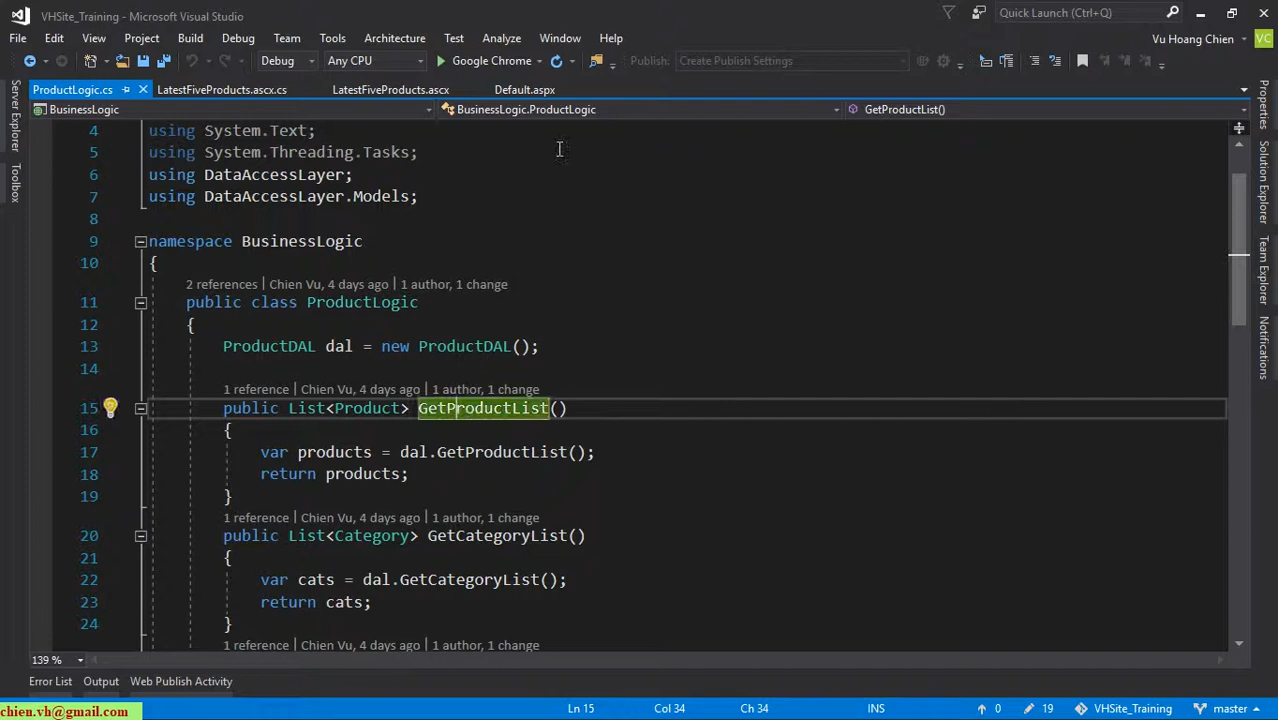 VHSite_Training - Microsoft Visual Studio
Quick Launch (Ctrl+Q)
File Edit View Project Build Debug Team Tools Architecture Test Analyze Window Help
Vu Hoang Chien VC
Debug Any CPU Google Chrome Publish: Create Publish Settings
ProductLogic.cs LatestFiveProducts.ascx.cs LatestFiveProducts.ascx Default.aspx
BusinessLogic BusinessLogic.ProductLogic GetProductList()
Server Explorer
Toolbox
Properties
Solution Explorer
Team Explorer
4 using System.Text;
5 using System.Threading.Tasks;
6 using DataAccessLayer;
7 using DataAccessLayer.Models;
8
9 namespace BusinessLogic
10 {
2 references | Chien Vu, 4 days ago | 1 author, 1 change
11 public class ProductLogic
12 {
13 ProductDAL dal = new ProductDAL();
14
1 reference | Chien Vu, 4 days ago | 1 author, 1 change
15 public List<Product> GetProductList()
16 {
17 var products = dal.GetProductList();
18 return products;
19 }
1 reference | Chien Vu, 4 days ago | 1 author, 1 change
20 public List<Category> GetCategoryList()
21 {
22 var cats = dal.GetCategoryList();
23 return cats;
24 }
1 reference | Chien Vu, 4 days ago | 1 author, 1 change
139 %
Error List Output Web Publish Activity
chien.vh@gmail.com Ln 15 Col 34 Ch 34 INS 0 19 VHSite_Training master